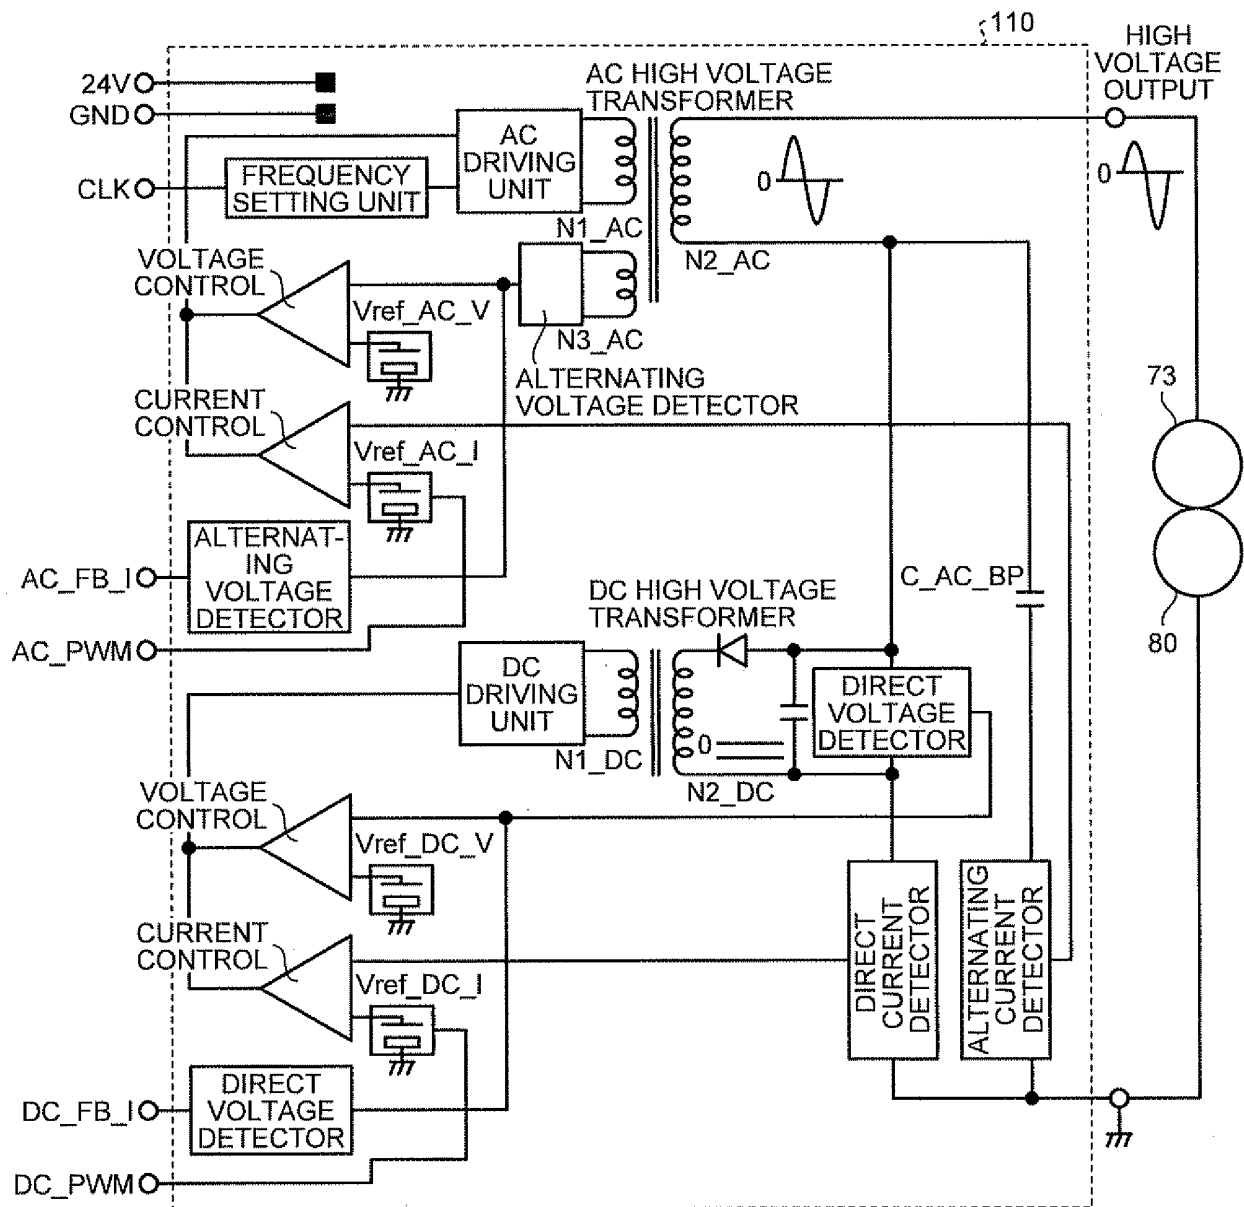 110
HIGH
VOLTAGE
OUTPUT
24V
GND
CLK
AC HIGH VOLTAGE
TRANSFORMER
AC
DRIVING
UNIT
FREQUENCY
SETTING UNIT
N1_AC
N2_AC
0
0
VOLTAGE
CONTROL
Vref_AC_V
N3_AC
ALTERNATING
VOLTAGE DETECTOR
CURRENT
CONTROL
Vref_AC_I
73
ALTERNAT-
ING
VOLTAGE
DETECTOR
AC_FB_I
AC_PWM
DC HIGH VOLTAGE
TRANSFORMER
C_AC_BP
80
DC
DRIVING
UNIT
DIRECT
VOLTAGE
DETECTOR
0
N1_DC
N2_DC
VOLTAGE
CONTROL
Vref_DC_V
CURRENT
CONTROL
Vref_DC_I
DIRECT
CURRENT
DETECTOR
ALTERNATING
CURRENT
DETECTOR
DC_FB_I
DIRECT
VOLTAGE
DETECTOR
DC_PWM